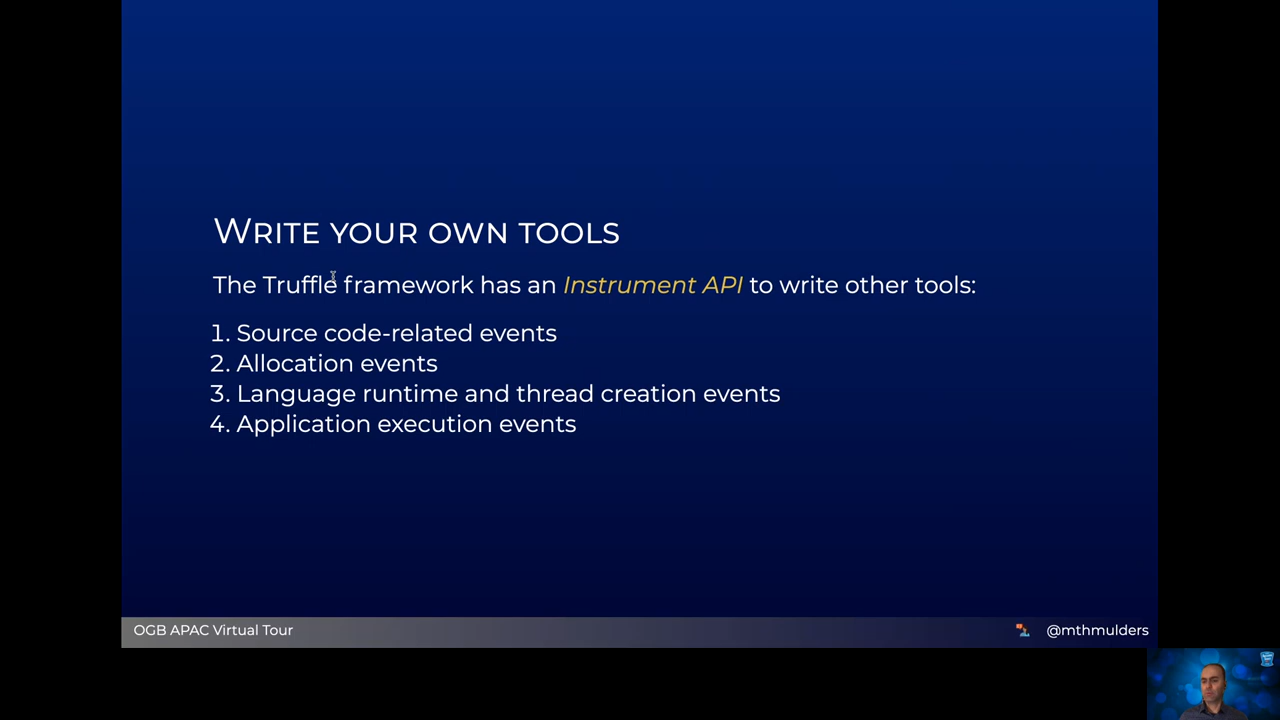 WRITE YOUR OWN TOOLS
The Truffle framework has an Instrument API to write other tools:
1. Source code-related events
2. Allocation events
3. Language runtime and thread creation events
4. Application execution events
OGB APAC Virtual Tour
@mthmulders